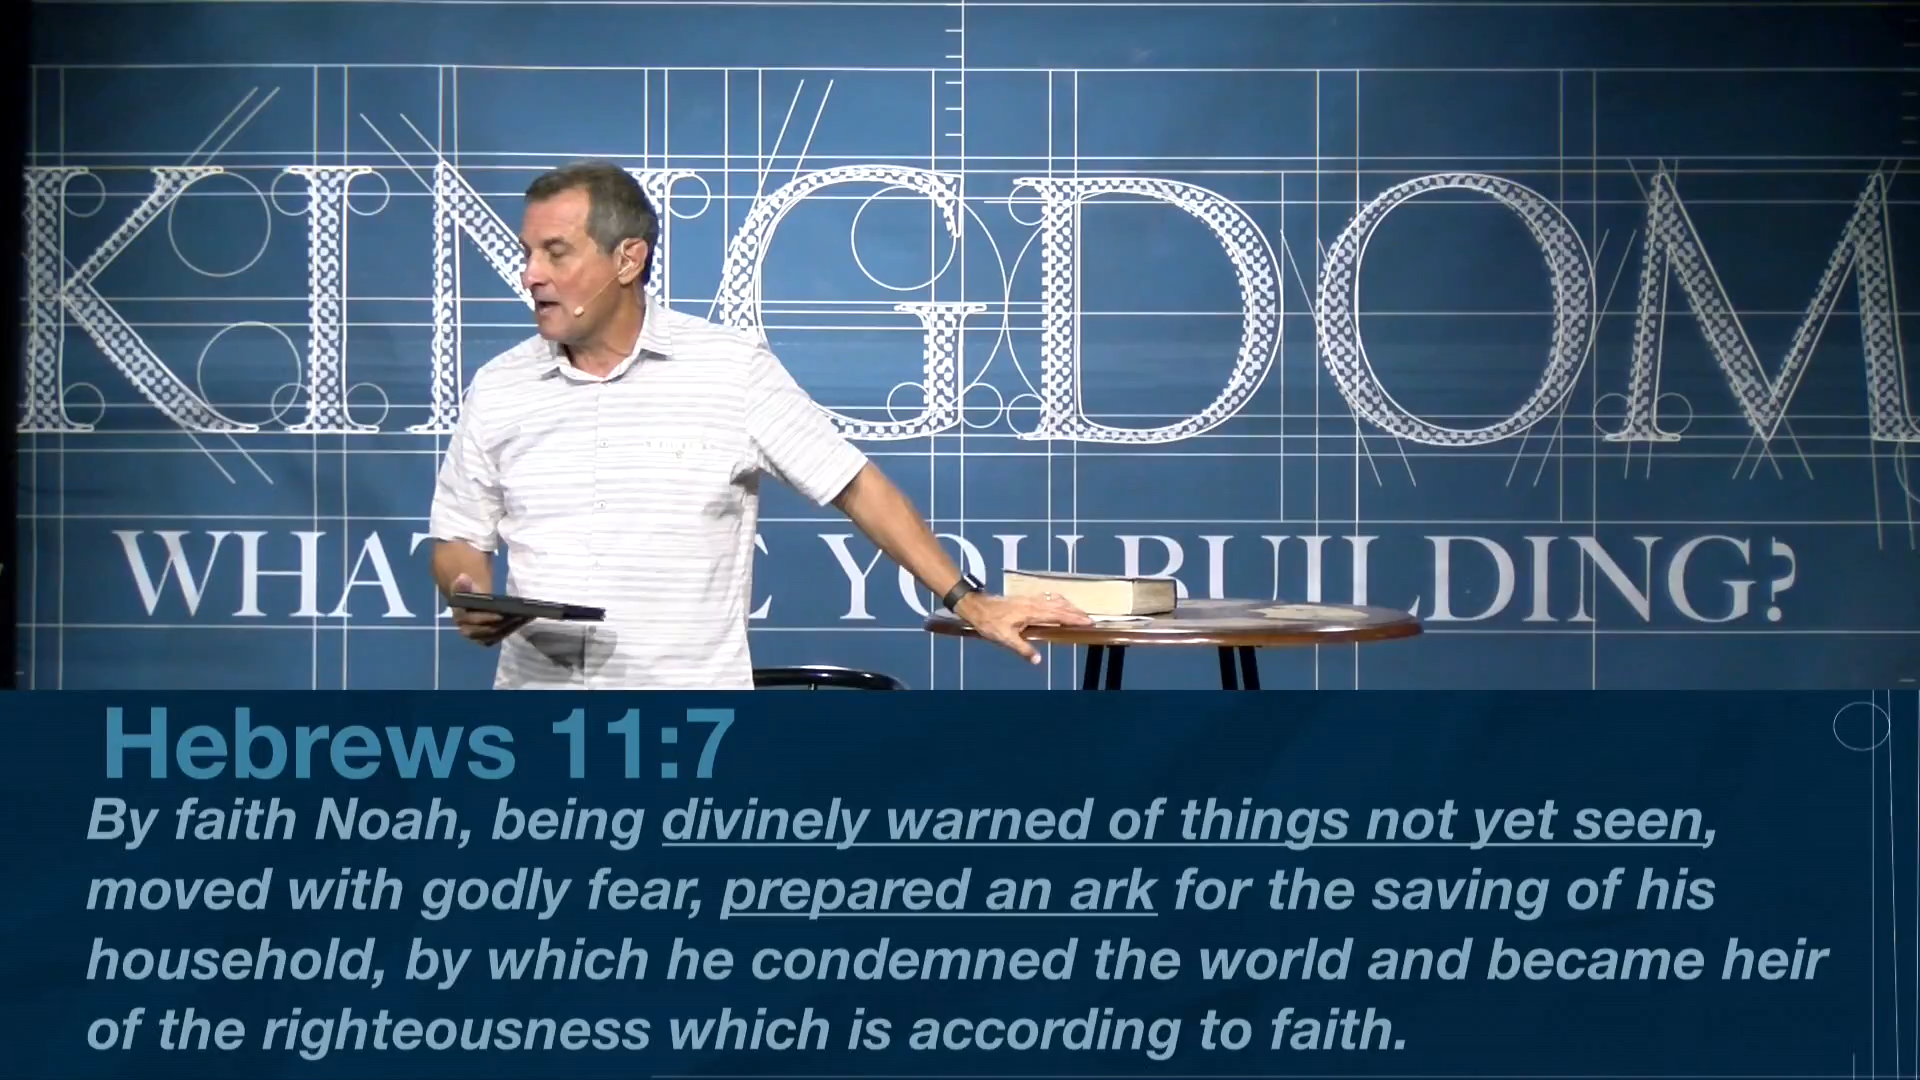 KINGDOM
WHAT YOU BUILDING?
Hebrews 11:7
By faith Noah, being divinely warned of things not yet seen,
moved with godly fear, prepared an ark for the saving of his
household, by which he condemned the world and became heir
of the righteousness which is according to faith.